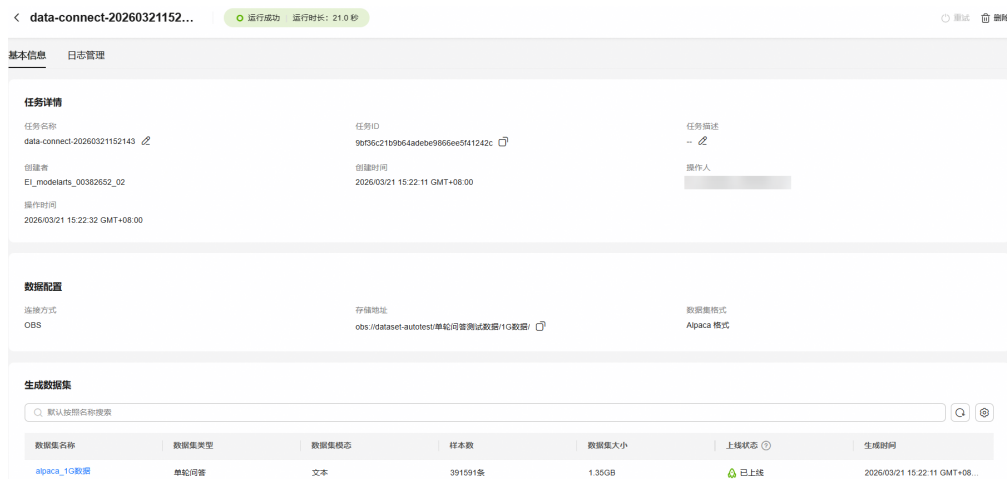 data-connect-20260321152... 运行成功 运行时长：21.0 秒 重试 删除
基本信息 日志管理
任务详情
任务名称 任务ID 任务描述
data-connect-20260321152143 9bf36c21b9b64adebe9866ee5f41242c --
创建者 创建时间 操作人
EI_modelarts_00382652_02 2026/03/21 15:22:11 GMT+08:00
操作时间
2026/03/21 15:22:32 GMT+08:00
数据配置
连接方式 存储地址 数据集格式
OBS obs://dataset-autotest/单轮问答测试数据/1G数据/ Alpaca 格式
生成数据集
默认按照名称搜索
数据集名称 数据集类型 数据集模态 样本数 数据集大小 上线状态 生成时间
alpaca_1G数据 单轮问答 文本 391591条 1.35GB 已上线 2026/03/21 15:22:11 GMT+08...